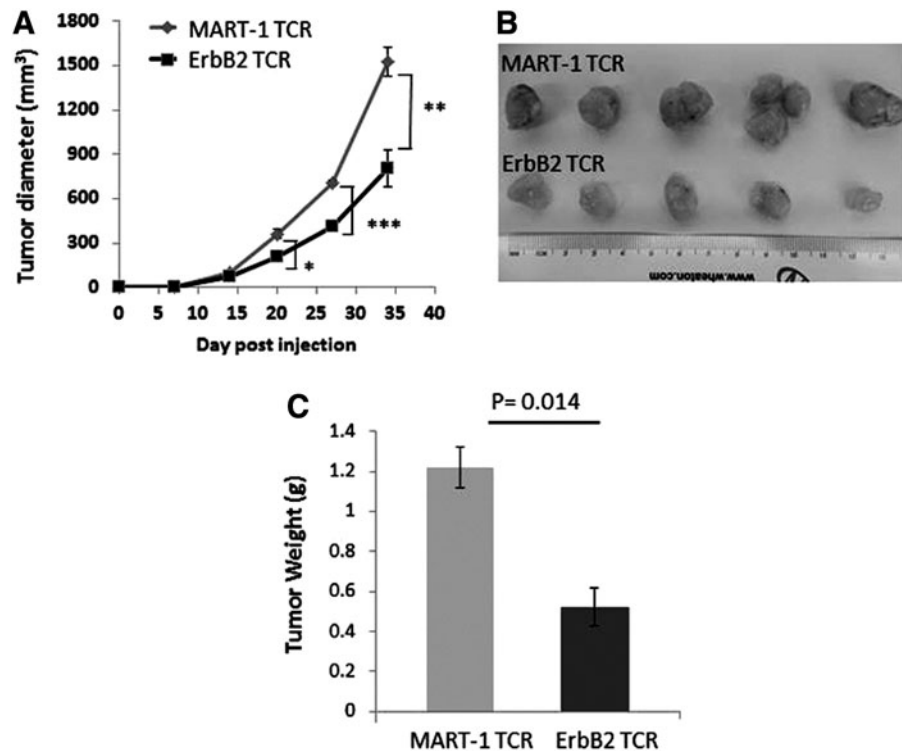 A
MART-1 TCR
ErbB2 TCR
Tumor diameter (mm³)
1800
1500
1200
900
600
300
0
**
***
*
0 5 10 15 20 25 30 35 40
Day post injection
B
MART-1 TCR
ErbB2 TCR
www.wheaton.com
C
P= 0.014
Tumor Weight (g)
1.4
1.2
1
0.8
0.6
0.4
0.2
0
MART-1 TCR ErbB2 TCR